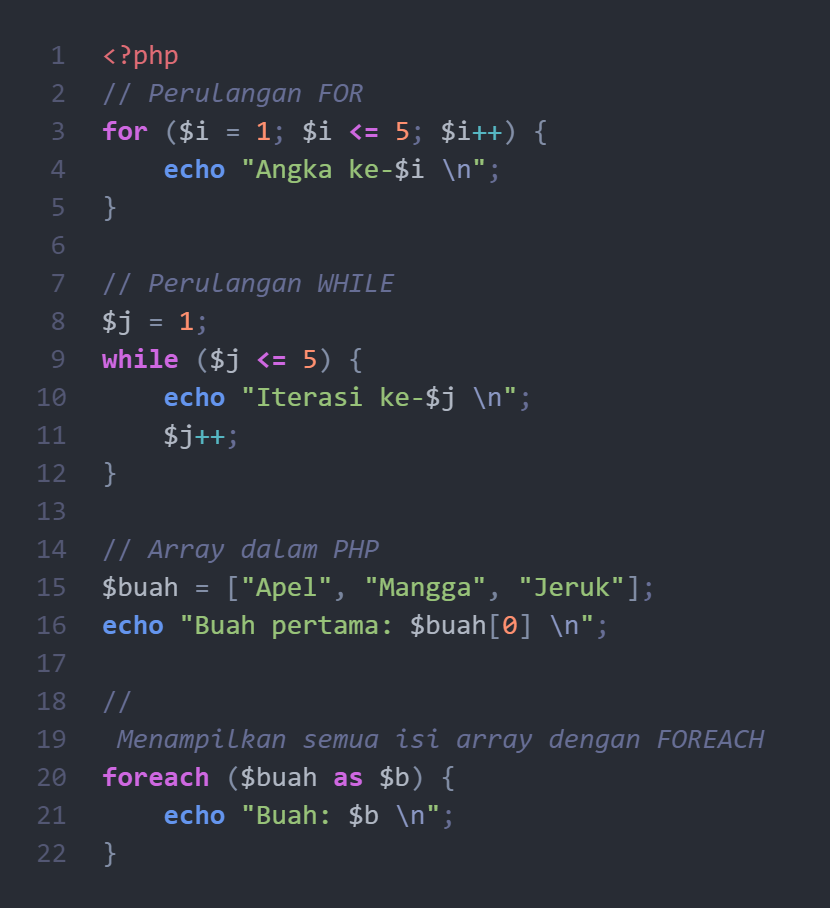 1 <?php
2 // Perulangan FOR
3 for ($i = 1; $i <= 5; $i++) {
4     echo "Angka ke-$i \n";
5 }
6
7 // Perulangan WHILE
8 $j = 1;
9 while ($j <= 5) {
10     echo "Iterasi ke-$j \n";
11     $j++;
12 }
13
14 // Array dalam PHP
15 $buah = ["Apel", "Mangga", "Jeruk"];
16 echo "Buah pertama: $buah[0] \n";
17
18 //
19  Menampilkan semua isi array dengan FOREACH
20 foreach ($buah as $b) {
21     echo "Buah: $b \n";
22 }